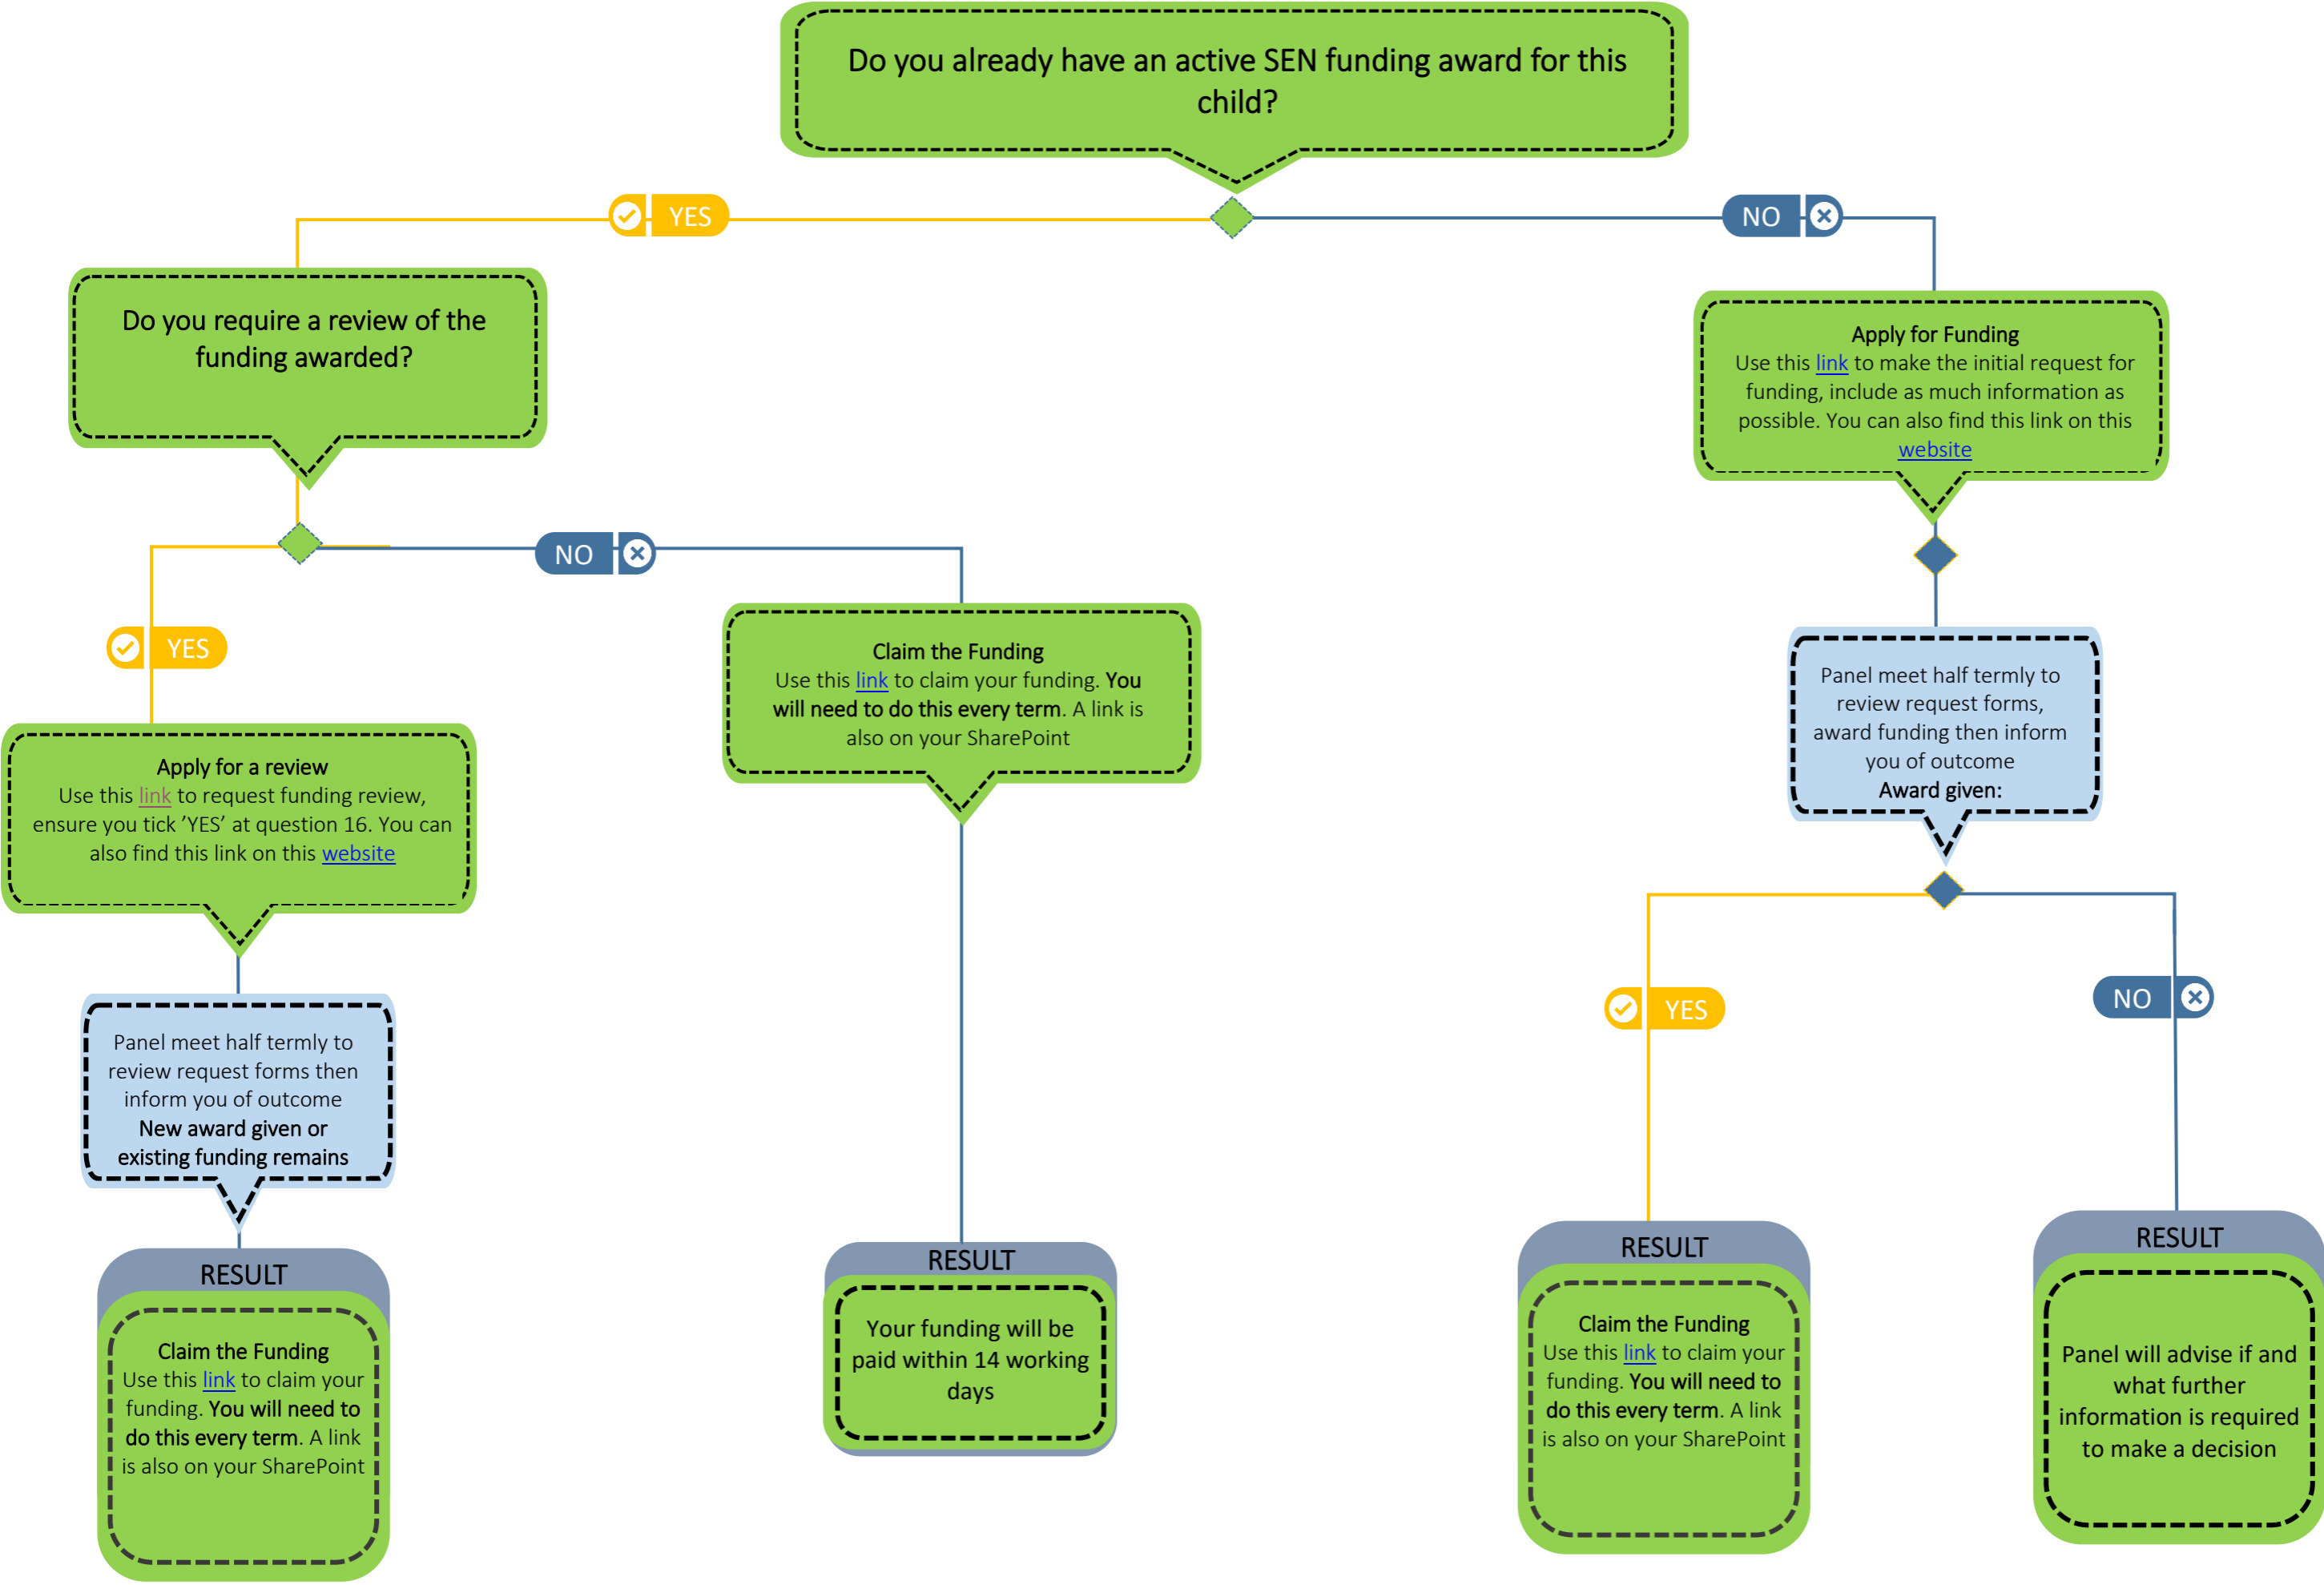 Do you already have an active SEN funding award for this
child?
YES
NO
Do you require a review of the
funding awarded?
Apply for Funding
Use this link to make the initial request for
funding, include as much information as
possible. You can also find this link on this
website
NO
YES
Claim the Funding
Use this link to claim your funding. You
will need to do this every term. A link is
also on your SharePoint
Panel meet half termly to
review request forms,
award funding then inform
you of outcome
Award given:
Apply for a review
Use this link to request funding review,
ensure you tick ’YES’ at question 16. You can
also find this link on this website
YES
NO
Panel meet half termly to
review request forms then
inform you of outcome
New award given or
existing funding remains
RESULT
Claim the Funding
Use this link to claim your
funding. You will need to
do this every term. A link
is also on your SharePoint
RESULT
Your funding will be
paid within 14 working
days
RESULT
Claim the Funding
Use this link to claim your
funding. You will need to
do this every term. A link
is also on your SharePoint
RESULT
Panel will advise if and
what further
information is required
to make a decision